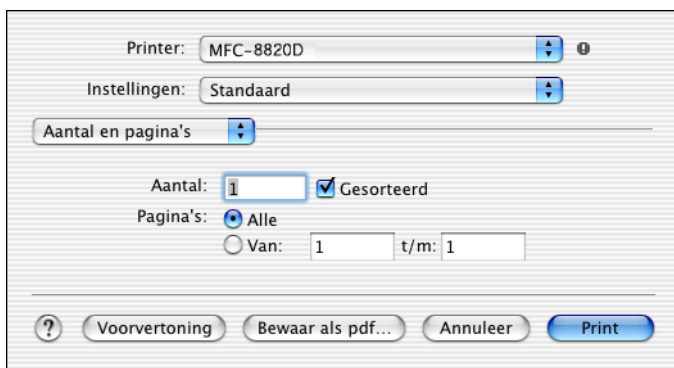 Printer: MFC-8820D
Instellingen: Standaard
Aantal en pagina's
Aantal: 1 Gesorteerd
Pagina's: Alle
Van: 1 t/m: 1
? Voorvertoning Bewaar als pdf... Annuleer Print